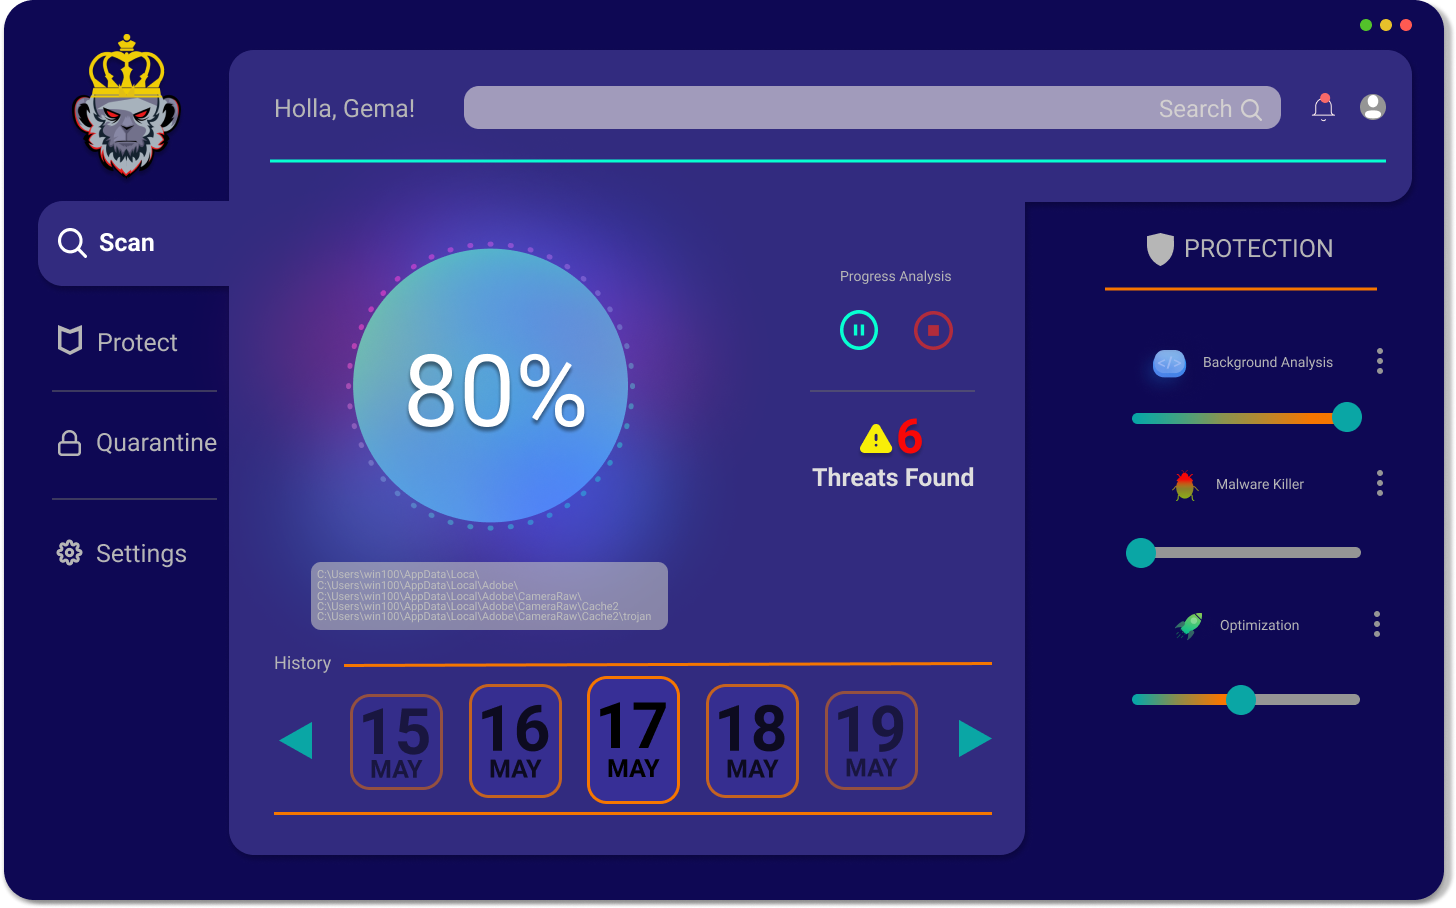 Holla, Gema!
Search
Scan
Protect
Quarantine
Settings
80%
Progress Analysis
6
Threats Found
C:\Users\win100\AppData\Loca\
C:\Users\win100\AppData\Local\Adobe\
C:\Users\win100\AppData\Local\Adobe\CameraRaw\
C:\Users\win100\AppData\Local\Adobe\CameraRaw\Cache2
C:\Users\win100\AppData\Local\Adobe\CameraRaw\Cache2\trojan
History
15 16 17 18 19
MAY MAY MAY MAY MAY
PROTECTION
</> Background Analysis
Malware Killer
Optimization